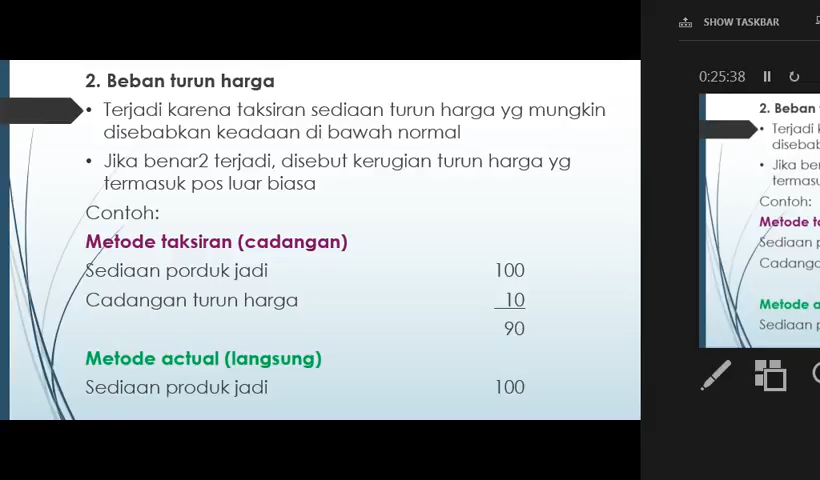 SHOW TASKBAR
0:25:38
2. Beban turun harga
• Terjadi karena taksiran sediaan turun harga yg mungkin
disebabkan keadaan di bawah normal
• Jika benar2 terjadi, disebut kerugian turun harga yg
termasuk pos luar biasa
Contoh:
Metode taksiran (cadangan)
Sediaan porduk jadi 100
Cadangan turun harga 10
90
Metode actual (langsung)
Sediaan produk jadi 100
2. Beban
• Terjadi k
disebab
• Jika ber
termasu
Contoh:
Metode ta
Sediaan p
Cadanga
Metode a
Sediaan p